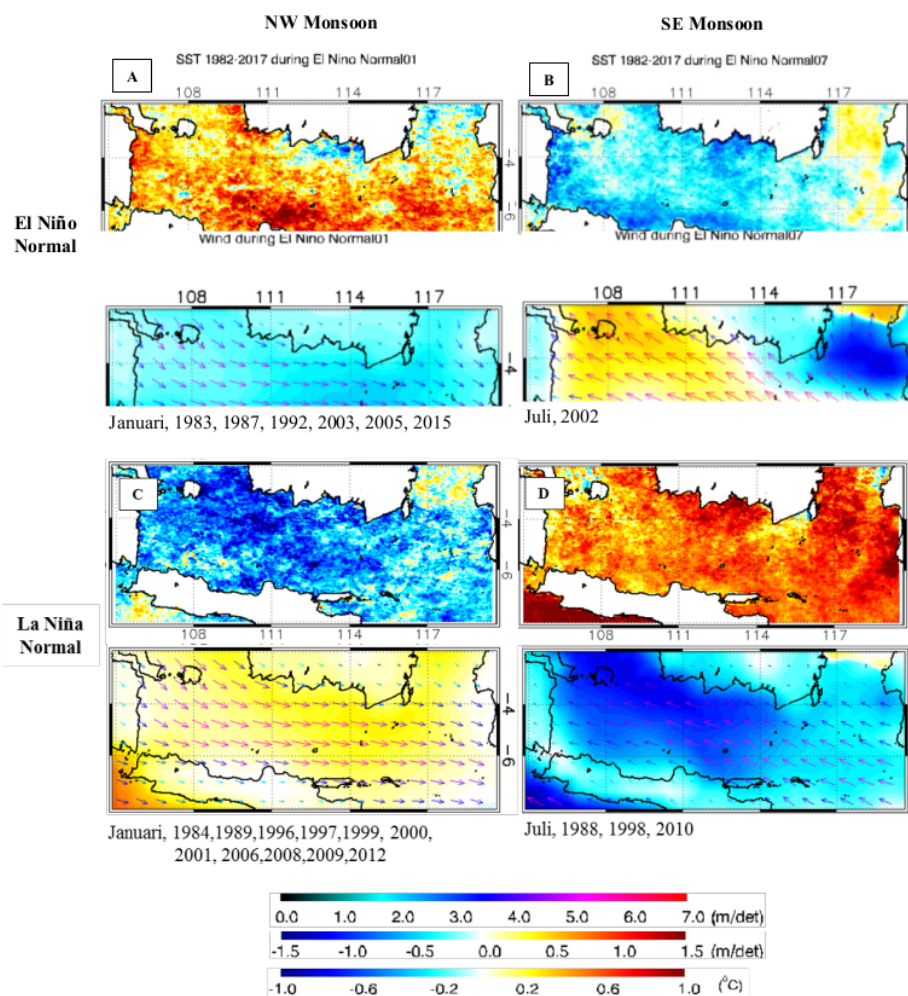 NW Monsoon SE Monsoon
SST 1982-2017 during El Nino Normal01 SST 1982-2017 during El Nino Normal07
A B
108 111 114 117 108 111 114 117
-4 -4
-6 -6
El Niño
Normal
Wind during El Nino Normal01 Wind during El Nino Normal07
108 111 114 117 108 111 114 117
-4 -4
Januari, 1983, 1987, 1992, 2003, 2005, 2015 Juli, 2002
C D
-4 -4
-6 -6
La Niña
Normal
108 111 114 117 108 111 114 117
-4 -4
-6 -6
Januari, 1984,1989,1996,1997,1999, 2000, Juli, 1988, 1998, 2010
2001, 2006,2008,2009,2012
0.0 1.0 2.0 3.0 4.0 5.0 6.0 7.0 (m/det)
-1.5 -1.0 -0.5 0.0 0.5 1.0 1.5 (m/det)
-1.0 -0.6 -0.2 0.2 0.6 1.0 (°C)